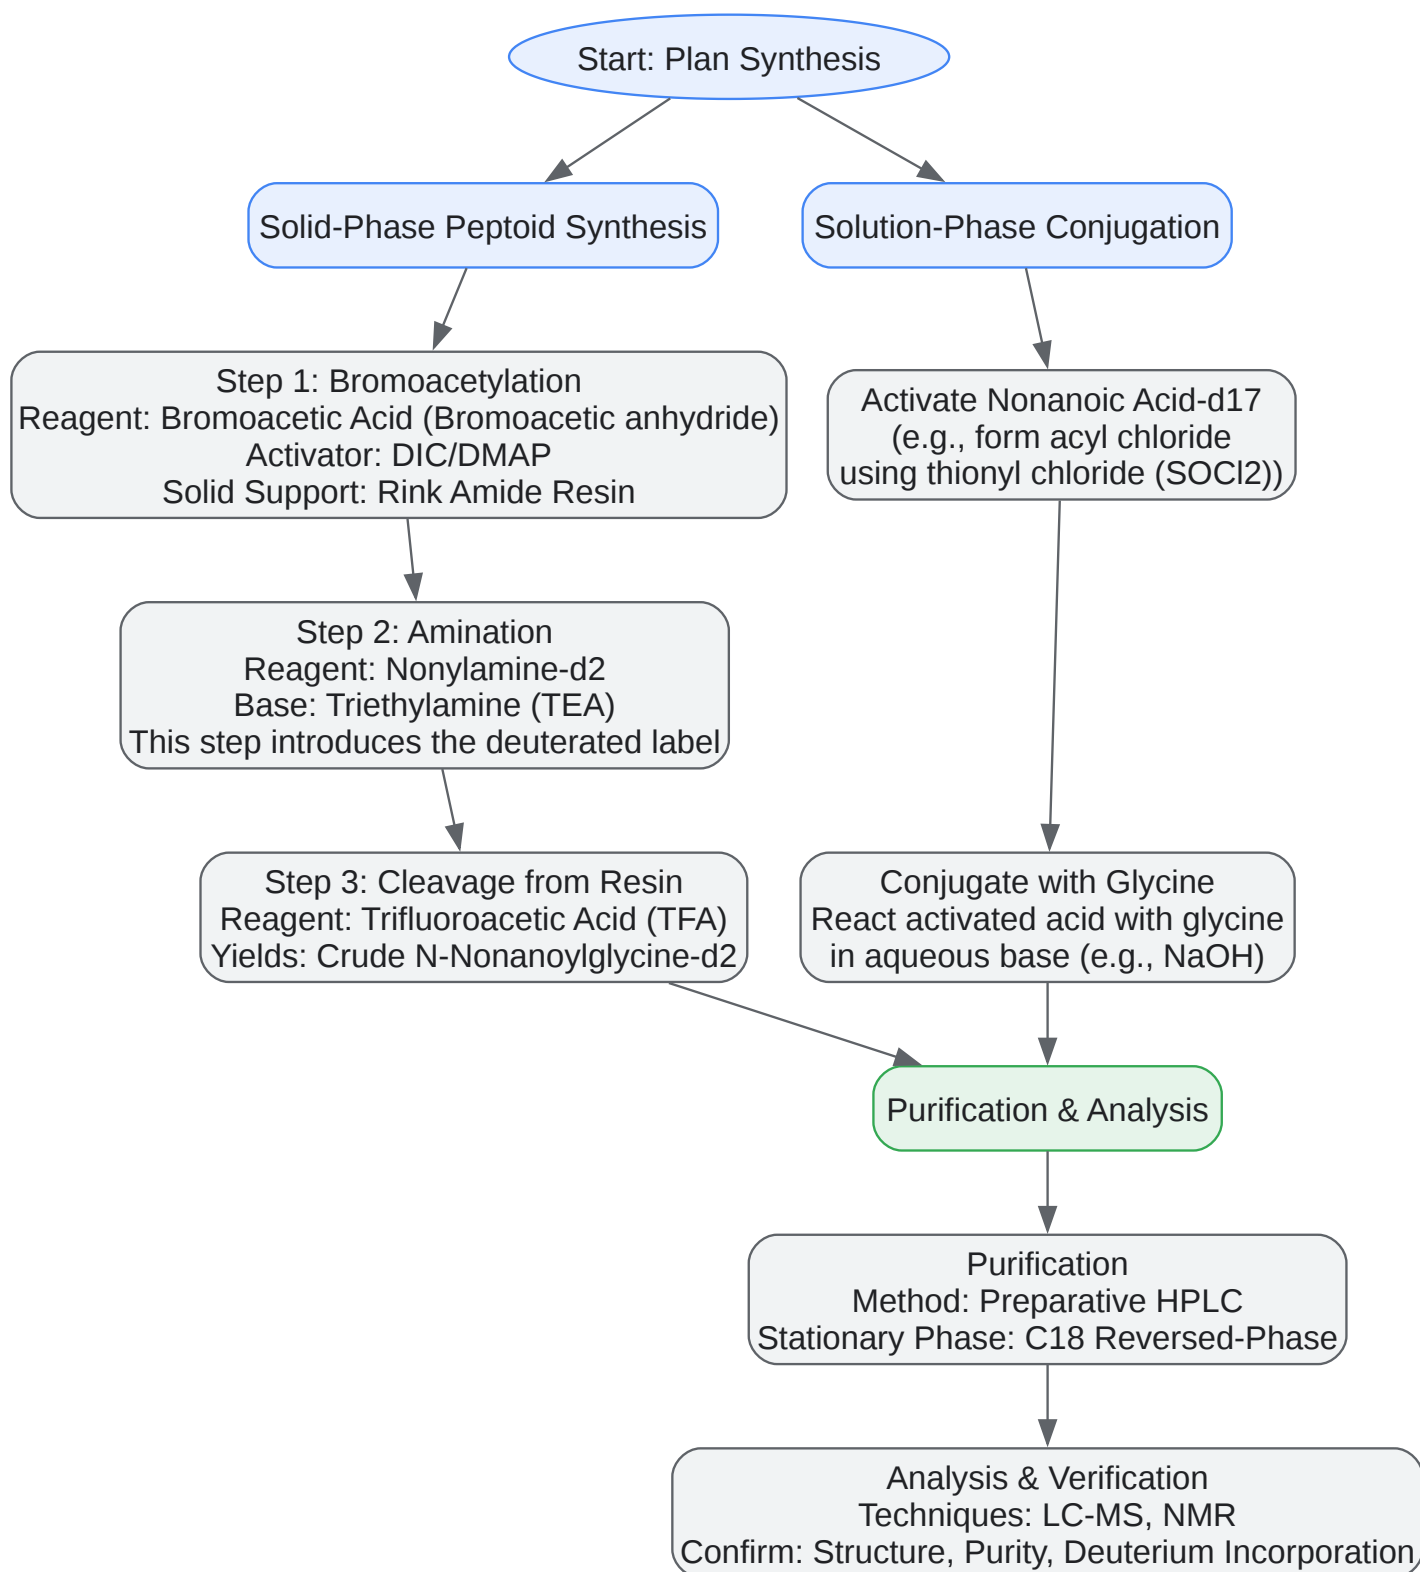 Start: Plan Synthesis
Solid-Phase Peptoid Synthesis
Solution-Phase Conjugation
Step 1: Bromoacetylation
Reagent: Bromoacetic Acid (Bromoacetic anhydride)
Activator: DIC/DMAP
Solid Support: Rink Amide Resin
Activate Nonanoic Acid-d17
(e.g., form acyl chloride
using thionyl chloride (SOCl2))
Step 2: Amination
Reagent: Nonylamine-d2
Base: Triethylamine (TEA)
This step introduces the deuterated label
Step 3: Cleavage from Resin
Reagent: Trifluoroacetic Acid (TFA)
Yields: Crude N-Nonanoylglycine-d2
Conjugate with Glycine
React activated acid with glycine
in aqueous base (e.g., NaOH)
Purification & Analysis
Purification
Method: Preparative HPLC
Stationary Phase: C18 Reversed-Phase
Analysis & Verification
Techniques: LC-MS, NMR
Confirm: Structure, Purity, Deuterium Incorporation